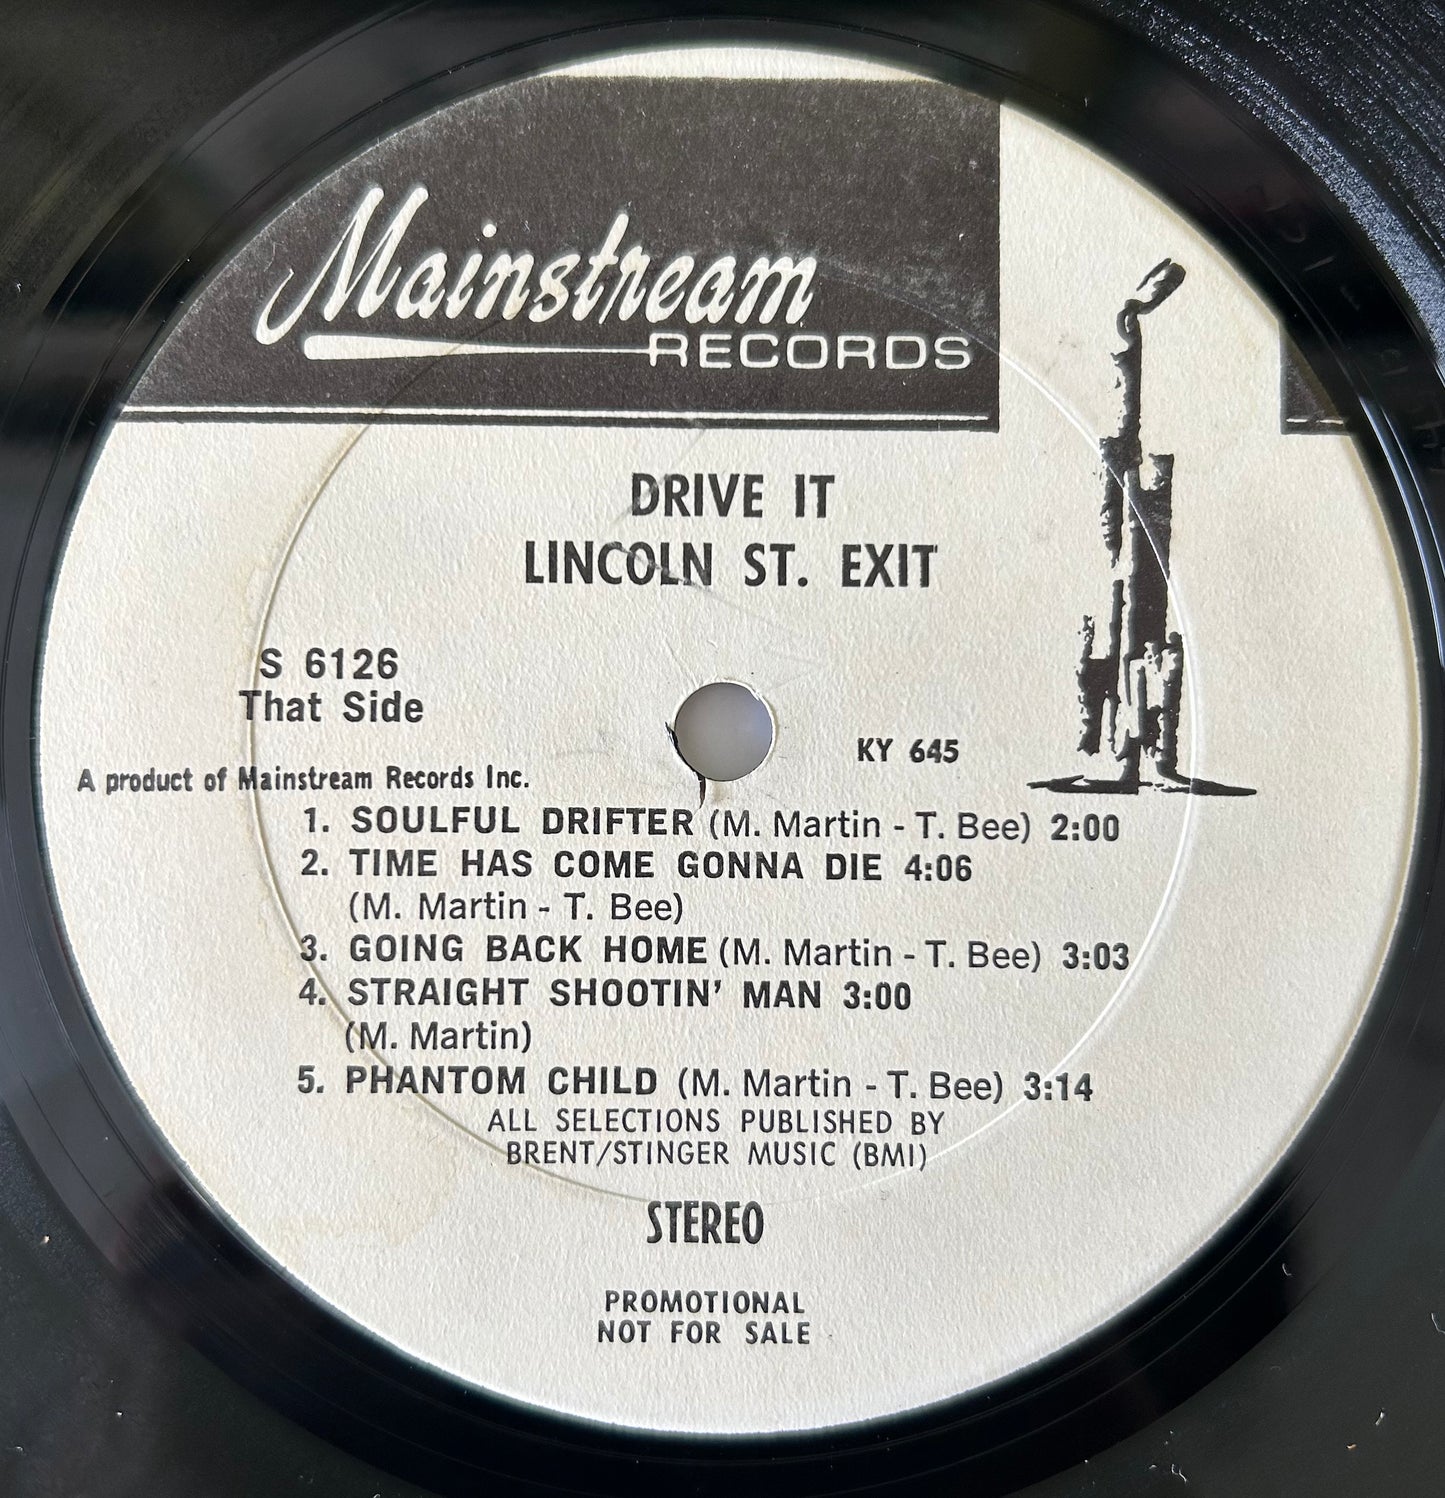 Mainstream
RECORDS
DRIVE IT
LINCOLN ST. EXIT
S 6126
That Side
KY 645
A product of Mainstream Records Inc.
1. SOULFUL DRIFTER (M. Martin - T. Bee) 2:00
2. TIME HAS COME GONNA DIE 4:06
(M. Martin - T. Bee)
3. GOING BACK HOME (M. Martin - T. Bee) 3:03
4. STRAIGHT SHOOTIN' MAN 3:00
(M. Martin)
5. PHANTOM CHILD (M. Martin - T. Bee) 3:14
ALL SELECTIONS PUBLISHED BY
BRENT/STINGER MUSIC (BMI)
STEREO
PROMOTIONAL
NOT FOR SALE